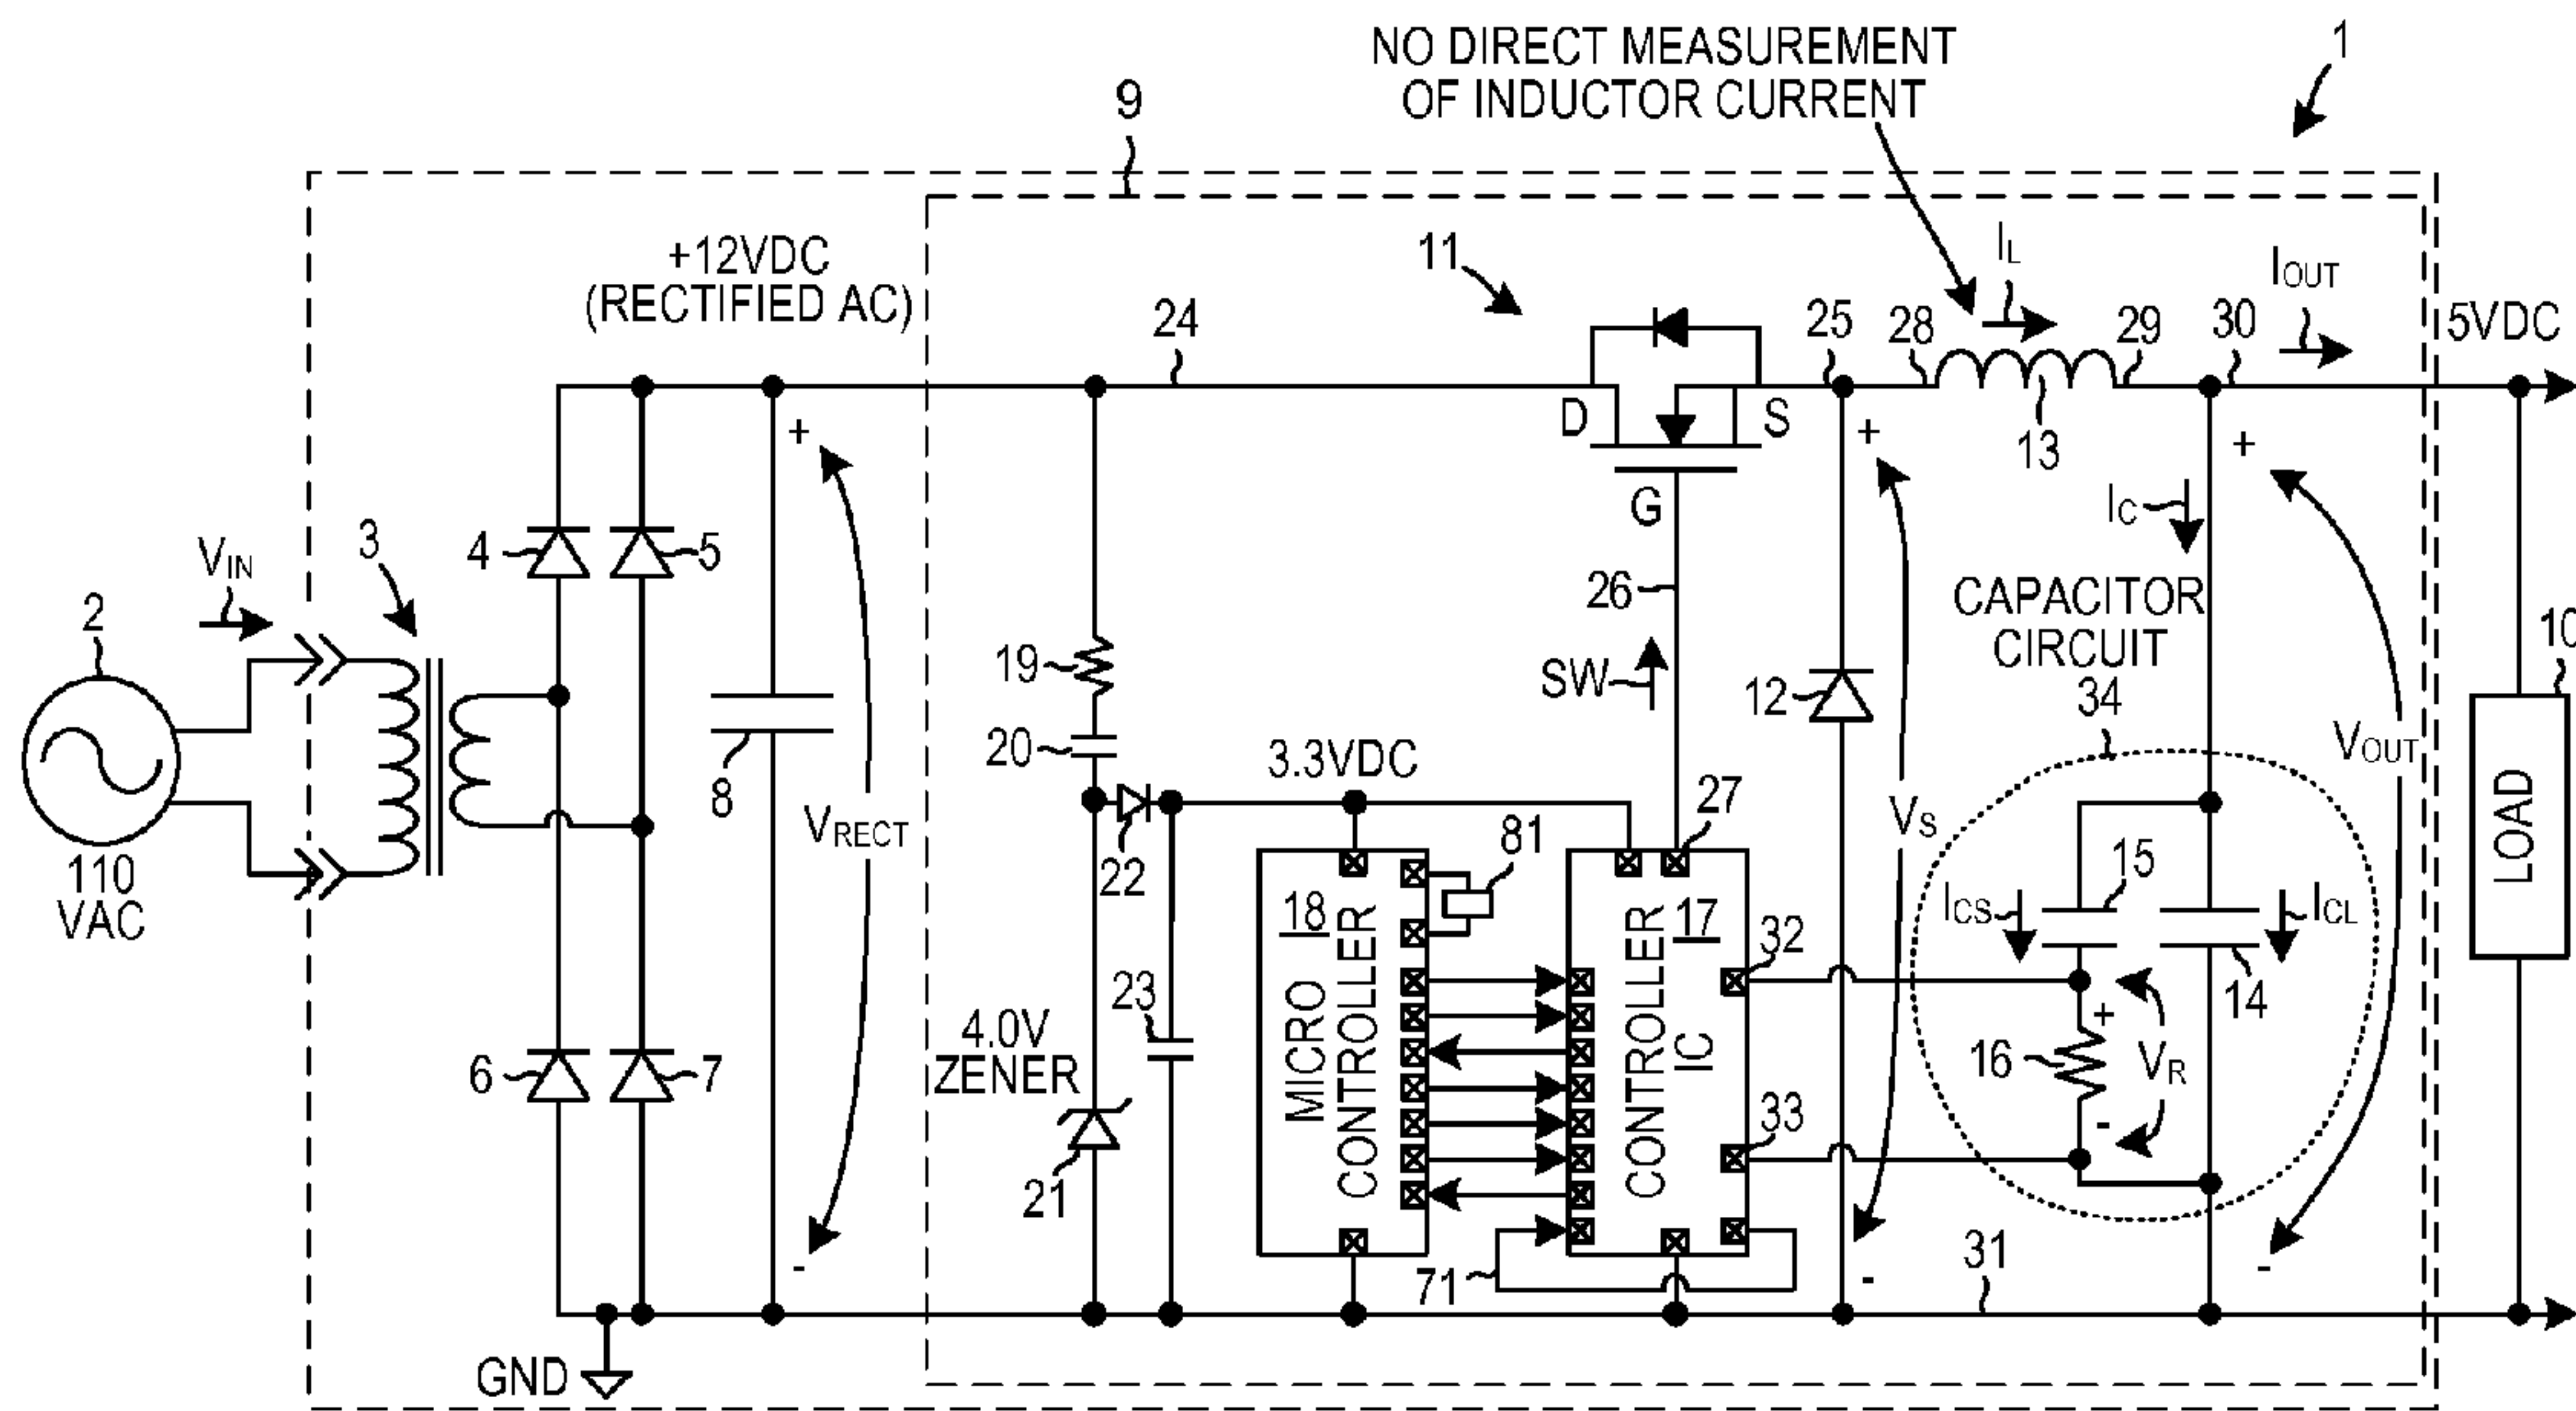 NO DIRECT MEASUREMENT
OF INDUCTOR CURRENT
1
9
+12VDC
(RECTIFIED AC)
11
24
25
28
IL
29
30
IOUT
5VDC
D
S
G
13
+
+
+
4
5
3
VIN
2
110
VAC
8
VRECT
19
20
22
3.3VDC
26
SW
12
IC
CAPACITOR
CIRCUIT
34
VOUT
10
LOAD
VS
27
81
18
MICRO
CONTROLLER
17
CONTROLLER
IC
32
33
15
ICS
ICL
14
16
+
VR
-
6
7
4.0V
ZENER
23
21
71
31
-
-
-
GND